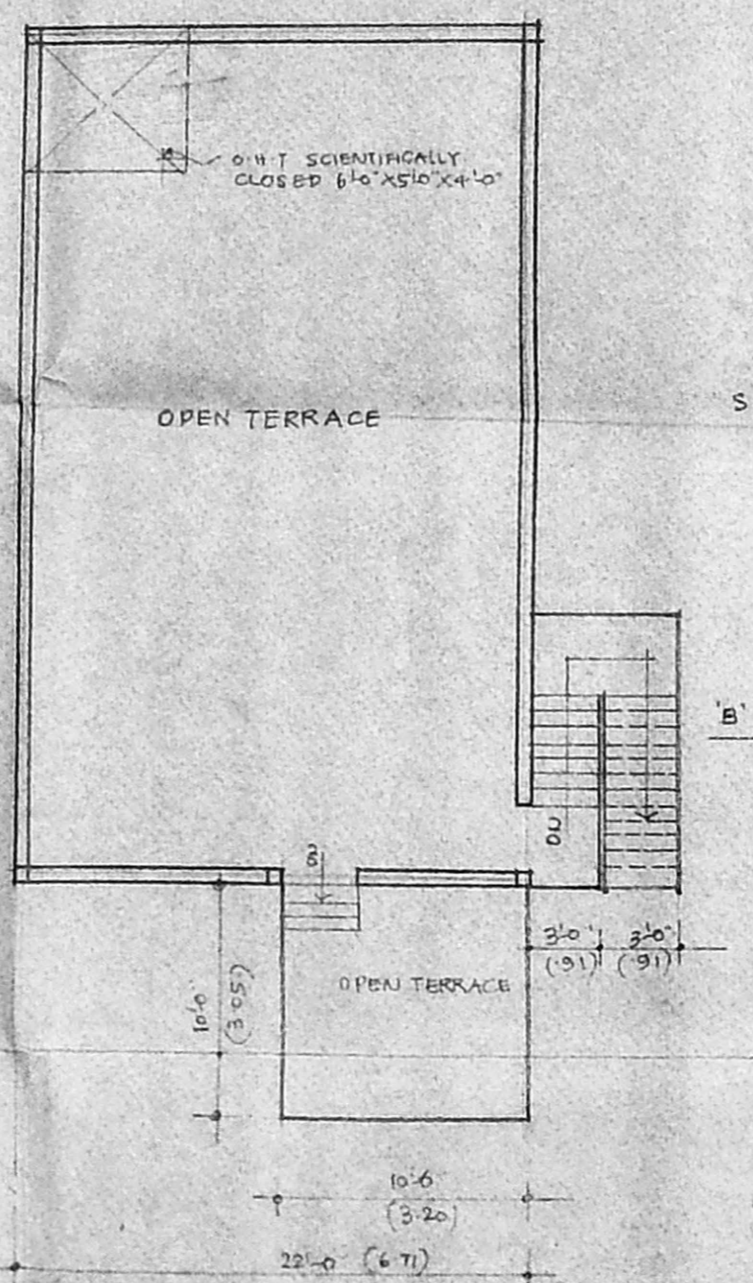 O.H.T SCIENTIFICALLY
CLOSED 6'-0"X5'-0"X4'-0"
OPEN TERRACE
S
'B'
DN
3'-0" 3'-0"
(.91) (.91)
OPEN TERRACE
10'-0"
(3.05)
10'-6
(3.20)
22'-0 (6.71)